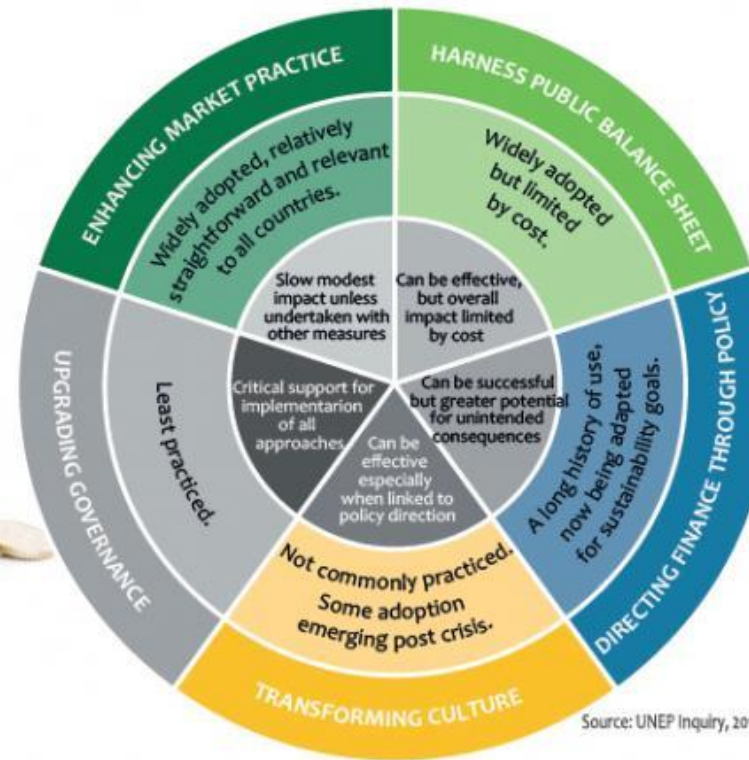 ENHANCING MARKET PRACTICE
Widely adopted, relatively
straightforward and relevant
to all countries.
Slow modest
impact unless
undertaken with
other measures
HARNESS PUBLIC BALANCE SHEET
Widely adopted
but limited
by cost.
Can be effective,
but overall
impact limited
by cost
DIRECTING FINANCE THROUGH POLICY
A long history of use,
now being adapted
for sustainability goals.
Can be successful
but greater potential
for unintended
consequences
TRANSFORMING CULTURE
Not commonly practiced.
Some adoption
emerging post crisis.
Can be
effective
especially
when linked to
policy direction
UPGRADING GOVERNANCE
Least practiced.
Critical support for
implementarion
of all
approaches
Source: UNEP Inquiry,